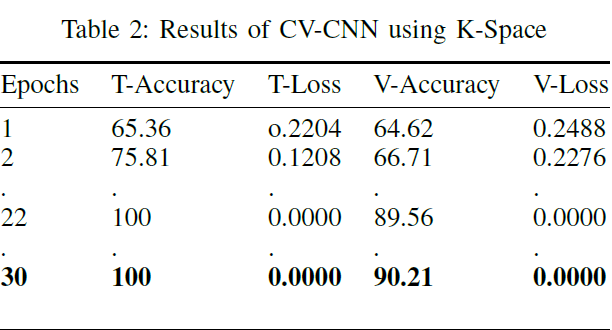 Table 2: Results of CV-CNN using K-Space
Epochs T-Accuracy T-Loss V-Accuracy V-Loss
1 65.36 o.2204 64.62 0.2488
2 75.81 0.1208 66.71 0.2276
. . . . .
22 100 0.0000 89.56 0.0000
. . . . .
30 100 0.0000 90.21 0.0000